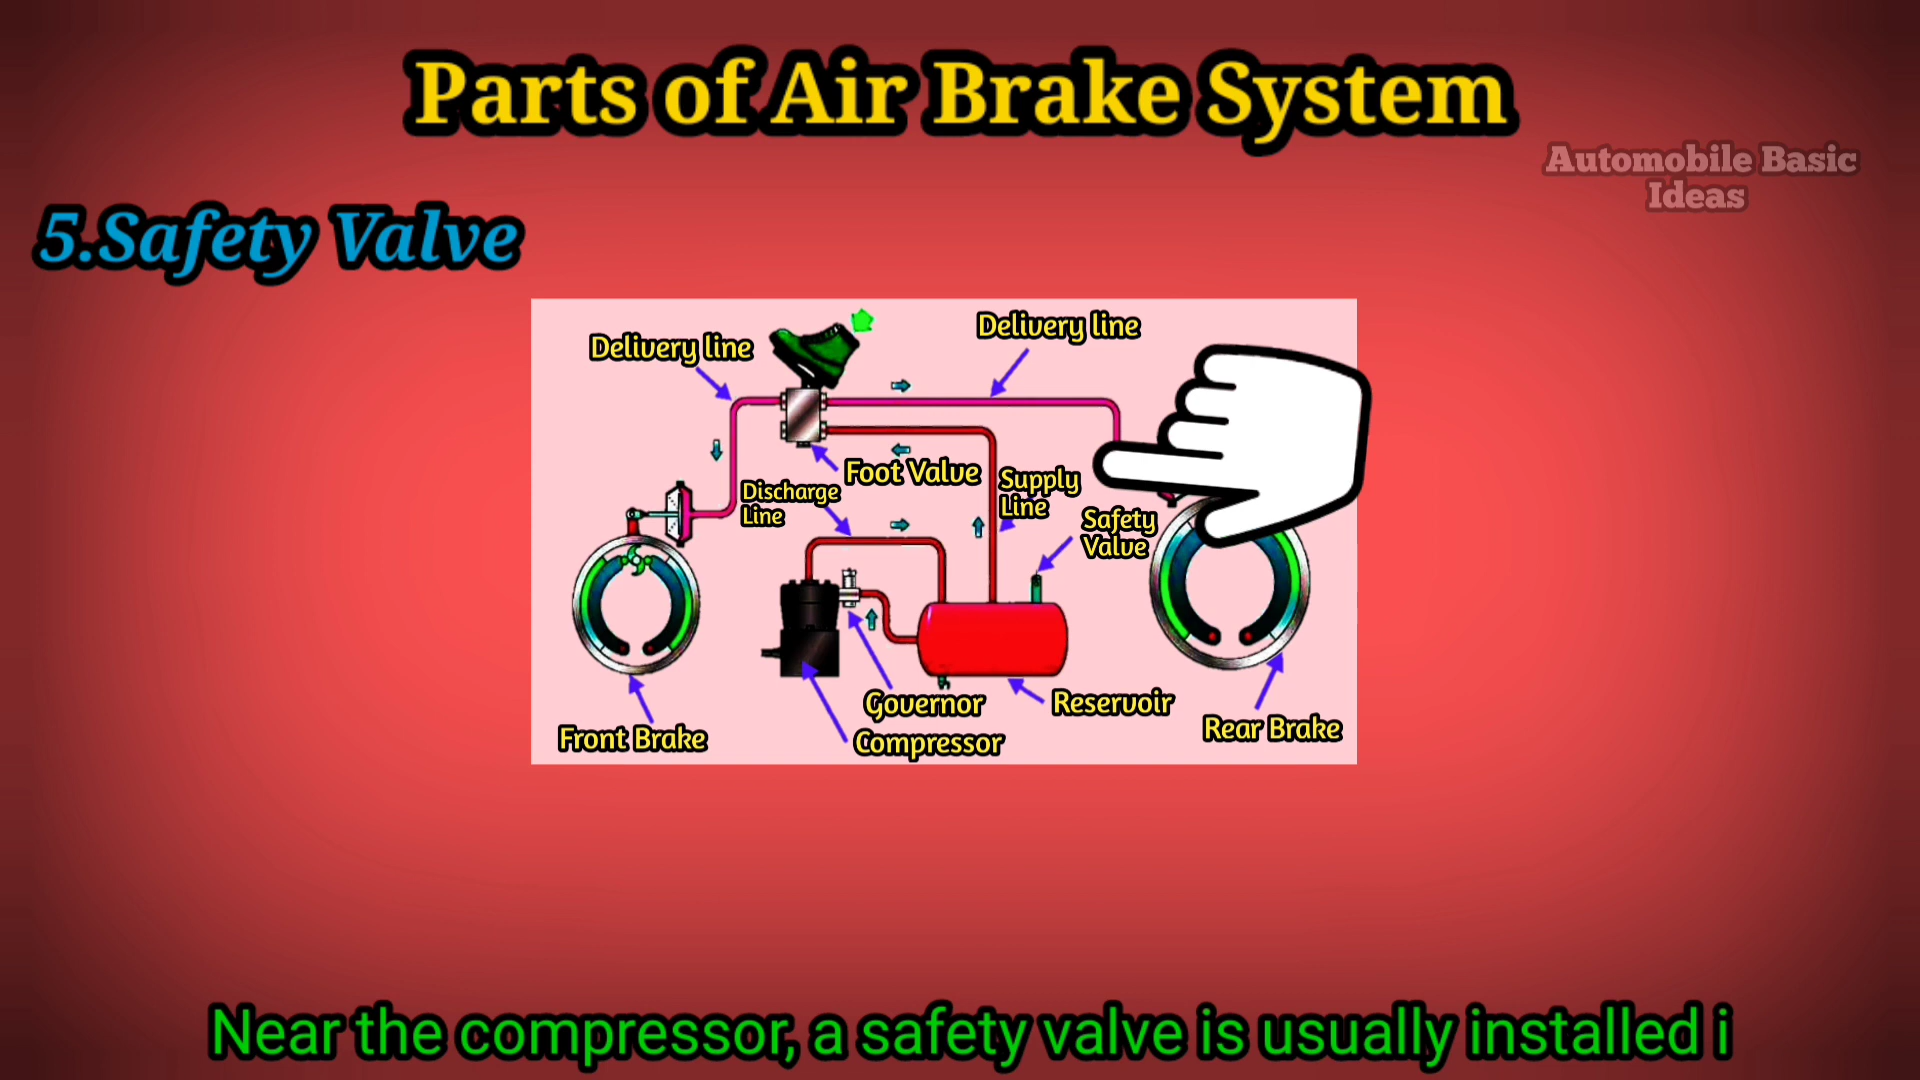 Parts of Air Brake System
Automobile Basic
Ideas
5.Safety Valve
Delivery line
Delivery line
Foot Valve
Discharge
Line
Supply
Line
Safety
Valve
Governor
Reservoir
Compressor
Front Brake
Rear Brake
Near the compressor, a safety valve is usually installed i